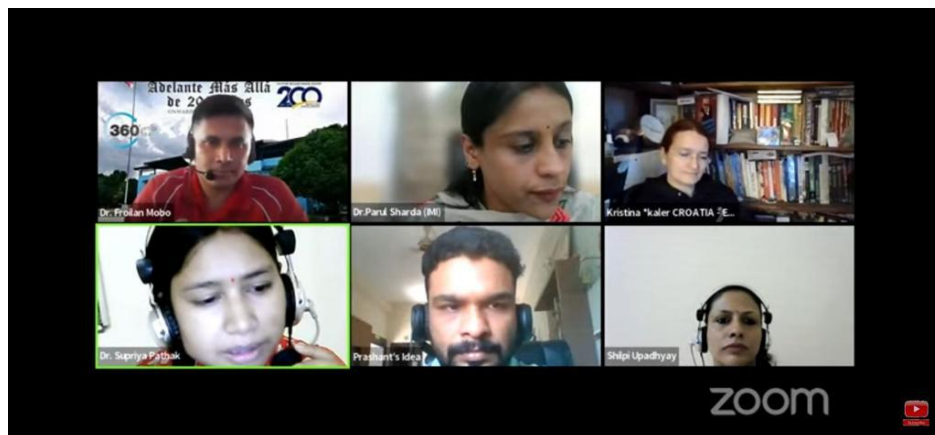 Adelante Más Allá
de 20
200
360
Dr. Froilan Mobo
Dr.Parul Sharda (IMI)
Kristina *kaler CROATIA - E...
Dr. Supriya Pathak
Prashant's Idea
Shilpi Upadhyay
zoom